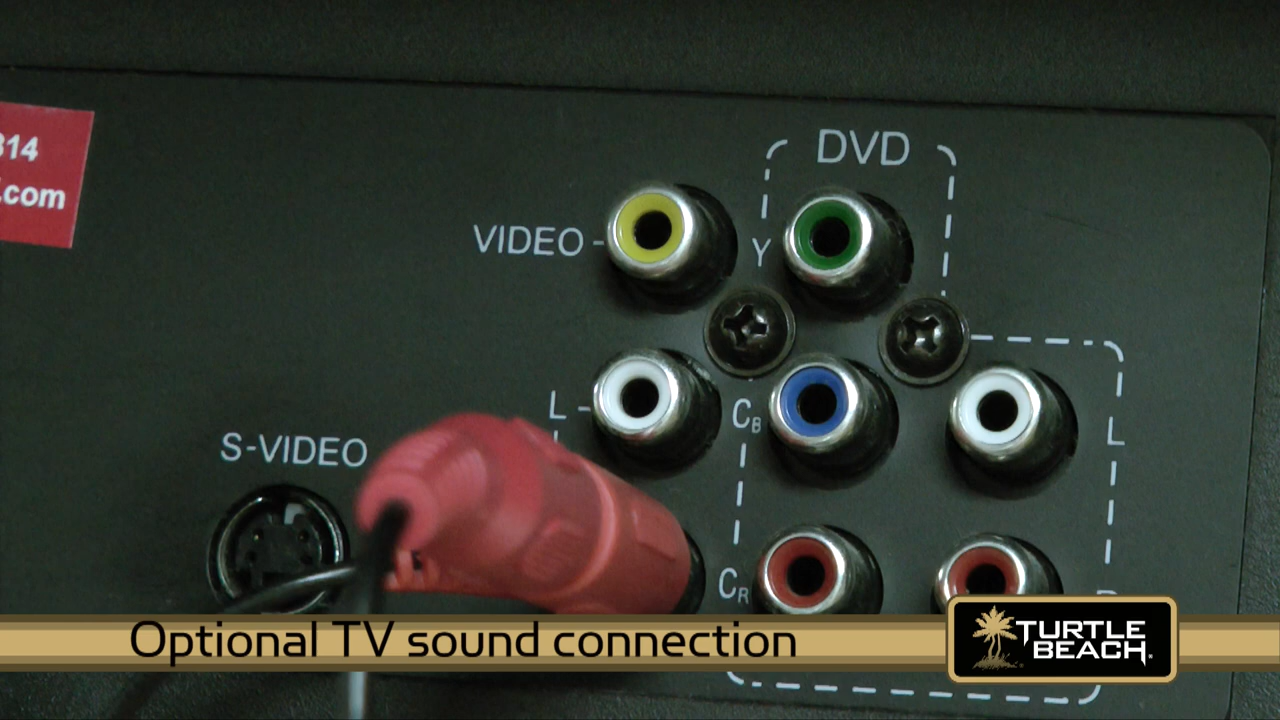 314
.com
DVD
VIDEO
Y
L
CB
L
S-VIDEO
CR
Optional TV sound connection
TURTLE
BEACH